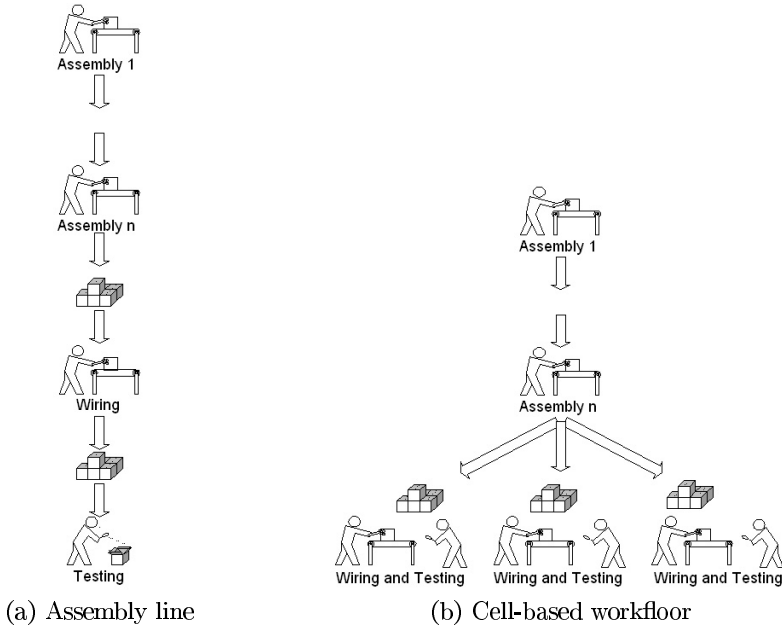 Assembly 1
Assembly n
Wiring
Testing
(a) Assembly line
Assembly 1
Assembly n
Wiring and Testing
Wiring and Testing
Wiring and Testing
(b) Cell-based workfloor